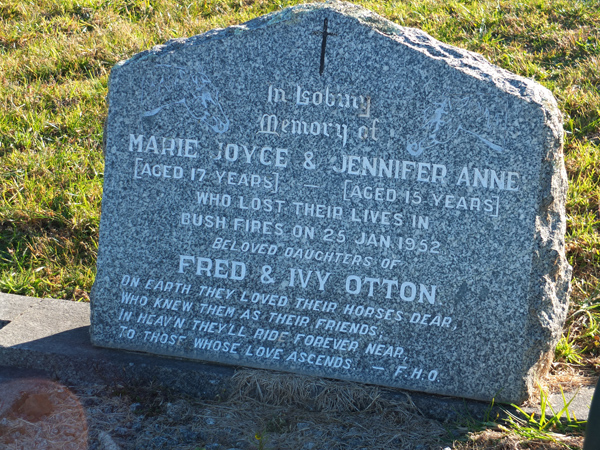 In Loving
Memory of
MARIE JOYCE & JENNIFER ANNE
[AGED 17 YEARS] — [AGED 15 YEARS]
WHO LOST THEIR LIVES IN
BUSH FIRES ON 25 JAN. 1952.
BELOVED DAUGHTERS OF
FRED & IVY OTTON
ON EARTH THEY LOVED THEIR HORSES DEAR,
WHO KNEW THEM AS THEIR FRIENDS,
IN HEAV'N THEY'LL RIDE FOREVER NEAR,
TO THOSE WHOSE LOVE ASCENDS. — F.H.O.